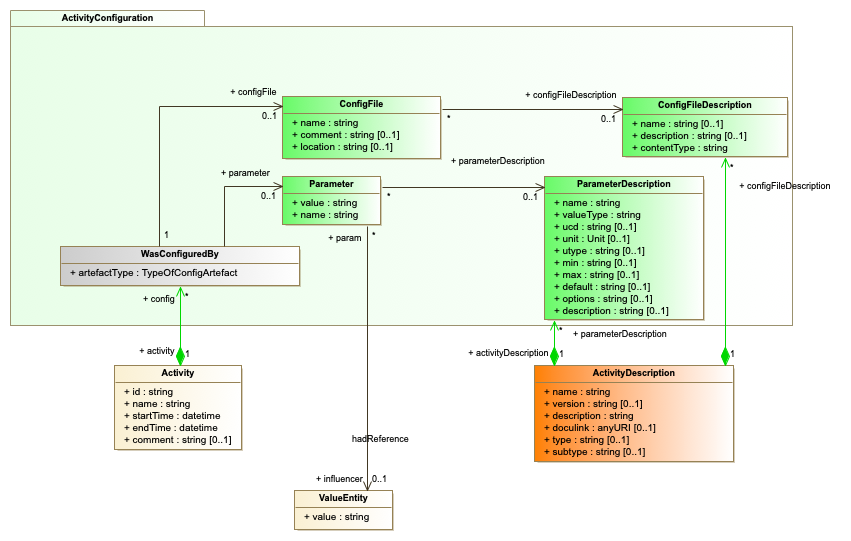 ActivityConfiguration
+ configFile
0..1
ConfigFile
+ name : string
+ comment : string [0..1]
+ location : string [0..1]
*
+ configFileDescription
0..1
ConfigFileDescription
+ name : string [0..1]
+ description : string [0..1]
+ contentType : string
+ parameter
0..1
Parameter
+ value : string
+ name : string
*
+ parameterDescription
0..1
ParameterDescription
+ name : string
+ valueType : string
+ ucd : string [0..1]
+ unit : Unit [0..1]
+ utype : string [0..1]
+ min : string [0..1]
+ max : string [0..1]
+ default : string [0..1]
+ options : string [0..1]
+ description : string [0..1]
*
+ configFileDescription
1
+ param
*
WasConfiguredBy
+ artefactType : TypeOfConfigArtefact
+ config
*
+ activity
1
Activity
+ id : string
+ name : string
+ startTime : datetime
+ endTime : datetime
+ comment : string [0..1]
*
+ parameterDescription
+ activityDescription
1
1
ActivityDescription
+ name : string
+ version : string [0..1]
+ description : string
+ doculink : anyURI [0..1]
+ type : string [0..1]
+ subtype : string [0..1]
hadReference
+ influencer
0..1
ValueEntity
+ value : string